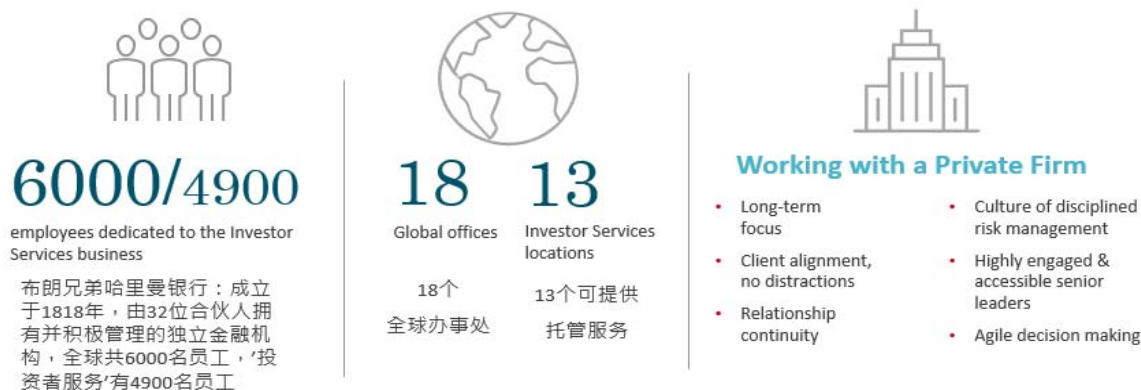 6000/4900
employees dedicated to the Investor
Services business
布朗兄弟哈里曼银行：成立
于1818年，由32位合伙人拥
有并积极管理的独立金融机
构，全球共6000名员工，'投
资者服务'有4900名员工
18
Global offices
18个
全球办事处
13
Investor Services
locations
13个可提供
托管服务
Working with a Private Firm
• Long-term
focus
• Client alignment,
no distractions
• Relationship
continuity
• Culture of disciplined
risk management
• Highly engaged &
accessible senior
leaders
• Agile decision making